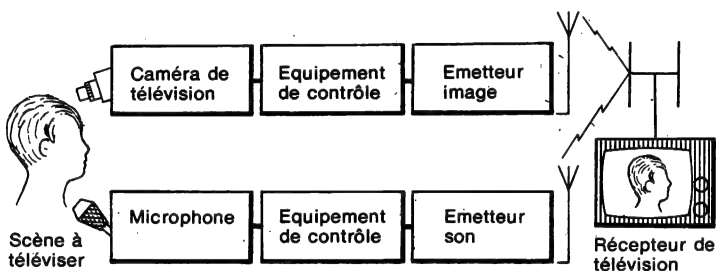 Caméra de
télévision
Equipement
de contrôle
Emetteur
image
Microphone
Equipement
de contrôle
Emetteur
son
Scène à
téléviser
Récepteur de
télévision